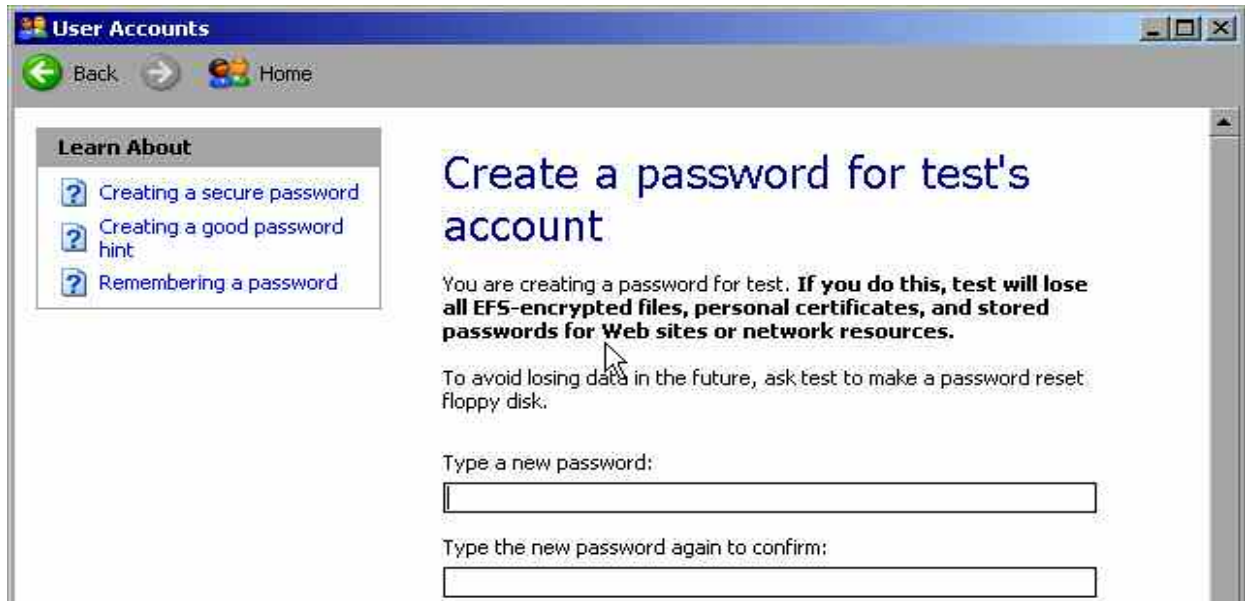 User Accounts
Back
Home
Learn About
Creating a secure password
Creating a good password
hint
Remembering a password
Create a password for test's
account
You are creating a password for test. If you do this, test will lose
all EFS-encrypted files, personal certificates, and stored
passwords for Web sites or network resources.
To avoid losing data in the future, ask test to make a password reset
floppy disk.
Type a new password:
Type the new password again to confirm: